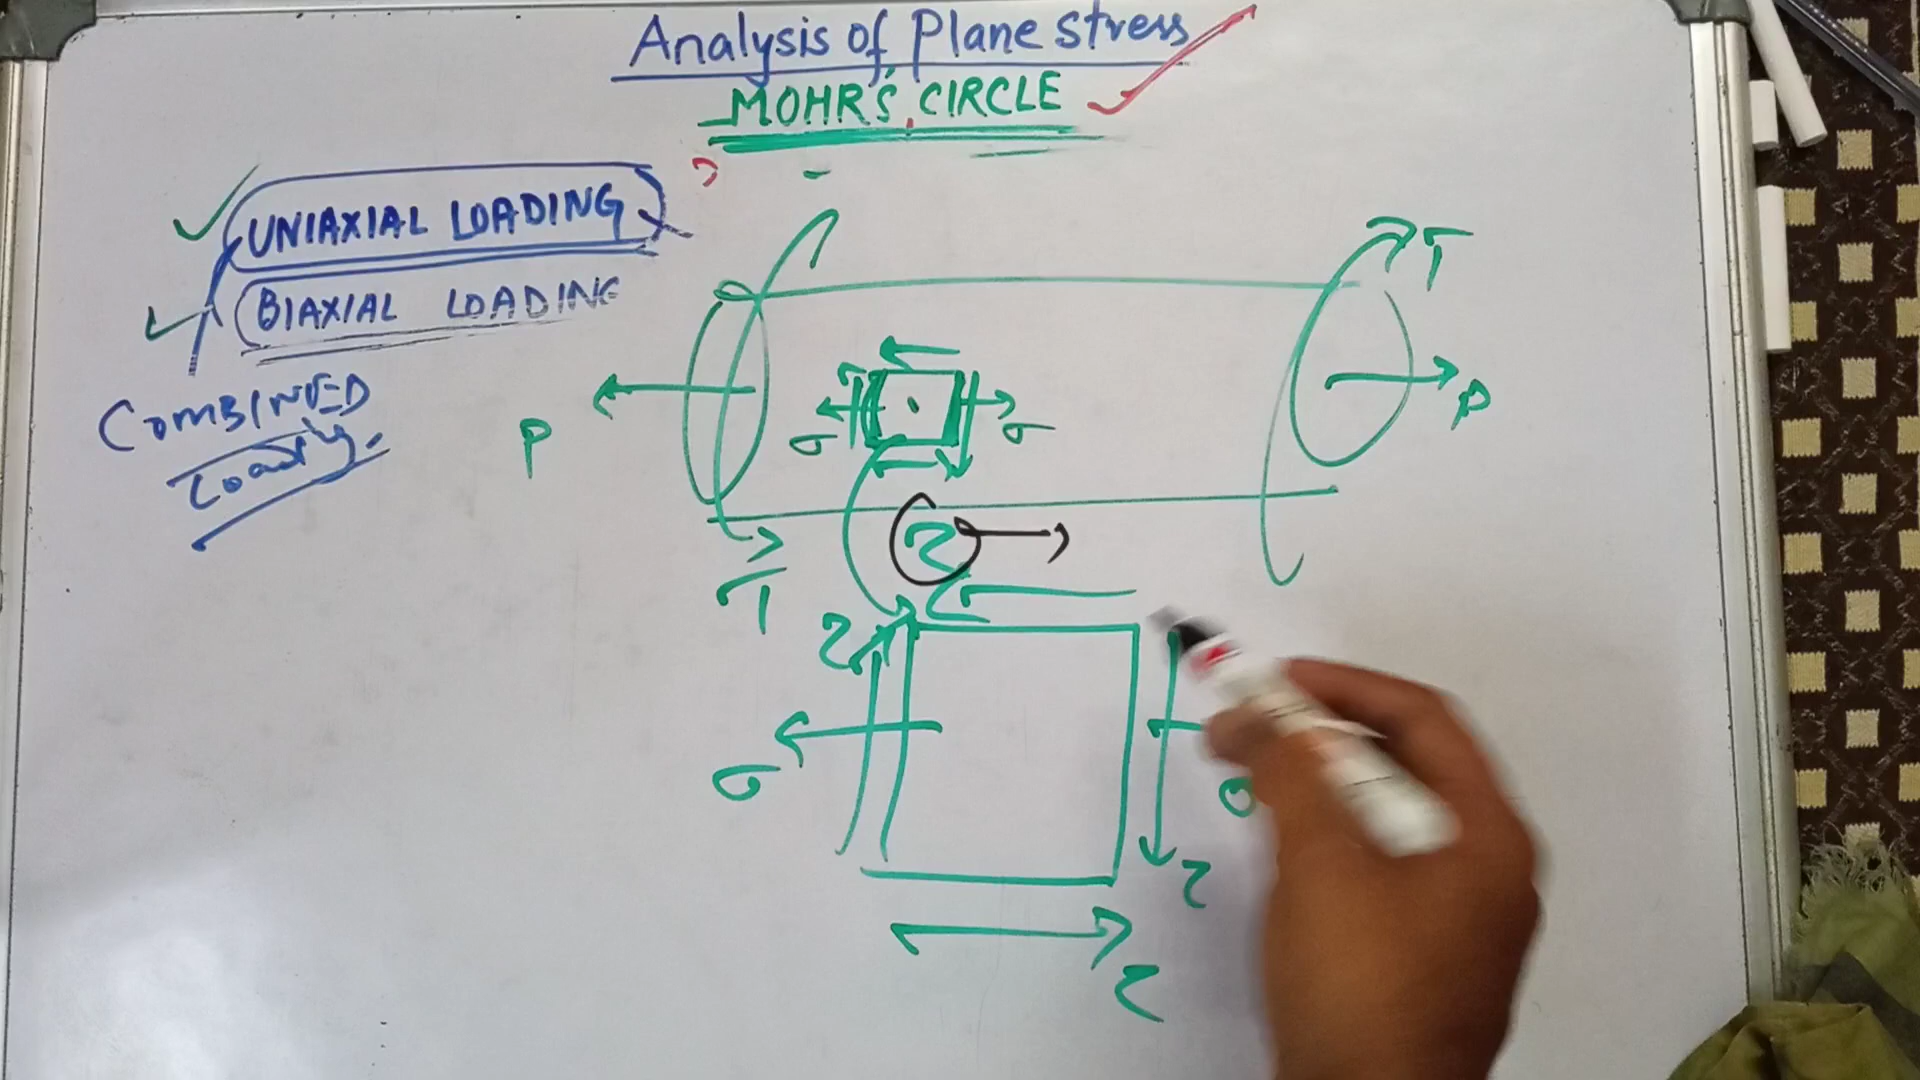 Analysis of Plane Stress
MOHR'S CIRCLE
UNIAXIAL LOADING
BIAXIAL LOADING
COMBINED
Loading.
T
P
P
σ
σ
τ
T
τ
σ
σ
τ
τ